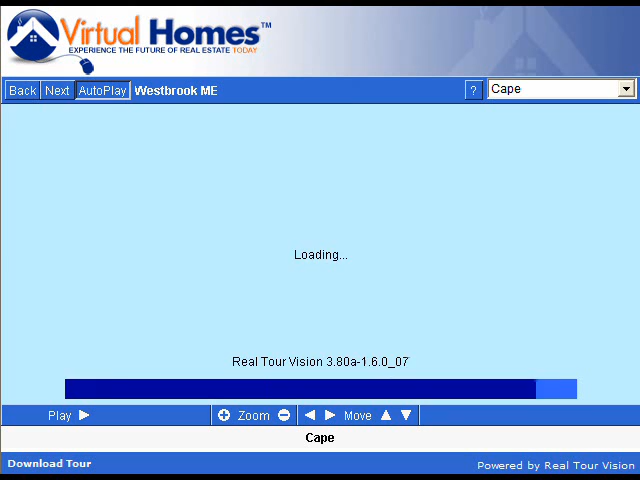 Virtual Homes™
EXPERIENCE THE FUTURE OF REAL ESTATE TODAY
Back Next AutoPlay Westbrook ME ? Cape
Loading...
Real Tour Vision 3.80a-1.6.0_07
Play Zoom Move
Cape
Download Tour Powered by Real Tour Vision